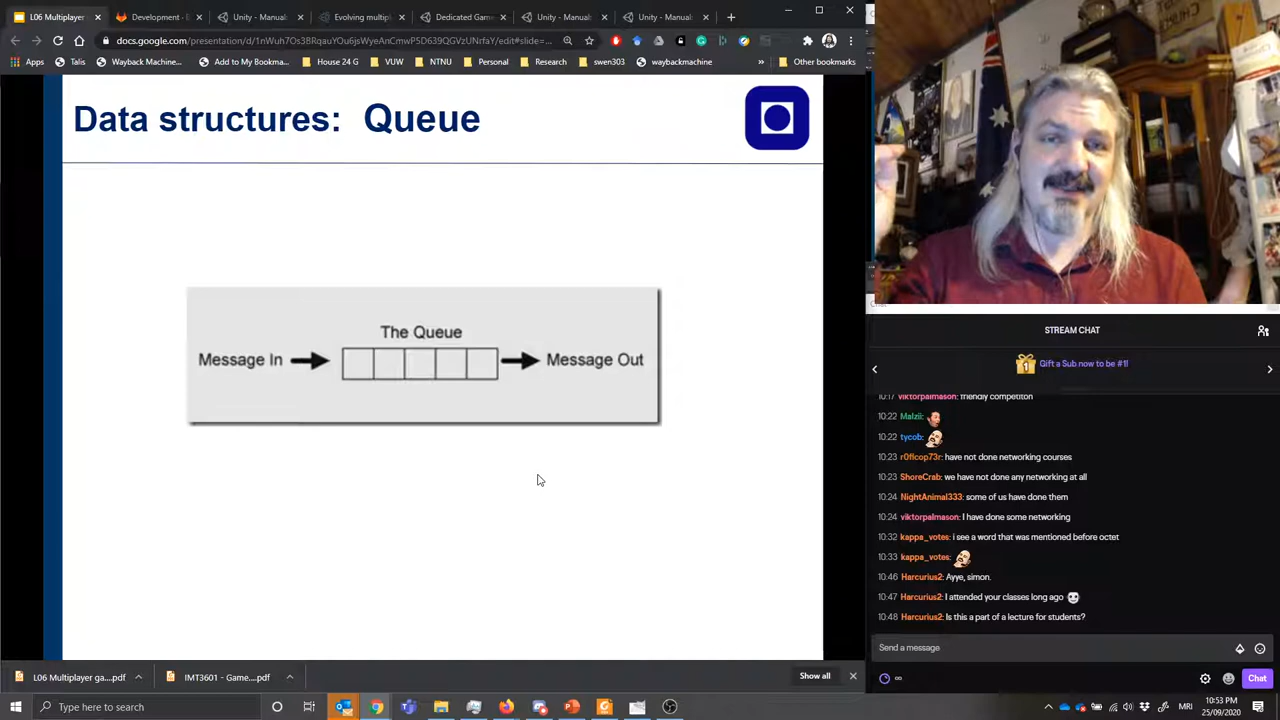 L06 Multiplayer
Development - E
Unity - Manual:
Evolving multipl
Dedicated Game
Unity - Manual:
Unity - Manual:
docs.google.com/presentation/d/1nWuh7Os3BRqauYOu6jsWyeAnCmwP5D639QGVzUNrfaY/edit#slide=...
Apps
Talis
Wayback Machin...
Add to My Bookma...
House 24 G
VUW
NTNU
Personal
Research
swen303
waybackmachine
»
Other bookmarks
Data structures: Queue
The Queue
Message In
Message Out
STREAM CHAT
1
Gift a Sub now to be #1!
10:17 viktorpalmason: friendly competiton
10:22 Malzii:
10:22 tycob:
10:23 r0ffcop73r: have not done networking courses
10:23 ShoreCrab: we have not done any networking at all
10:24 NightAnimal333: some of us have done them
10:24 viktorpalmason: I have done some networking
10:32 kappa_votes: i see a word that was mentioned before octet
10:33 kappa_votes:
10:46 Harcurius2: Ayye, simon.
10:47 Harcurius2: I attended your classes long ago
10:48 Harcurius2: Is this a part of a lecture for students?
Send a message
∞
Chat
L06 Multiplayer ga....pdf
IMT3601 - Game....pdf
Show all
Type here to search
MRI
10:53 PM
25/09/2020